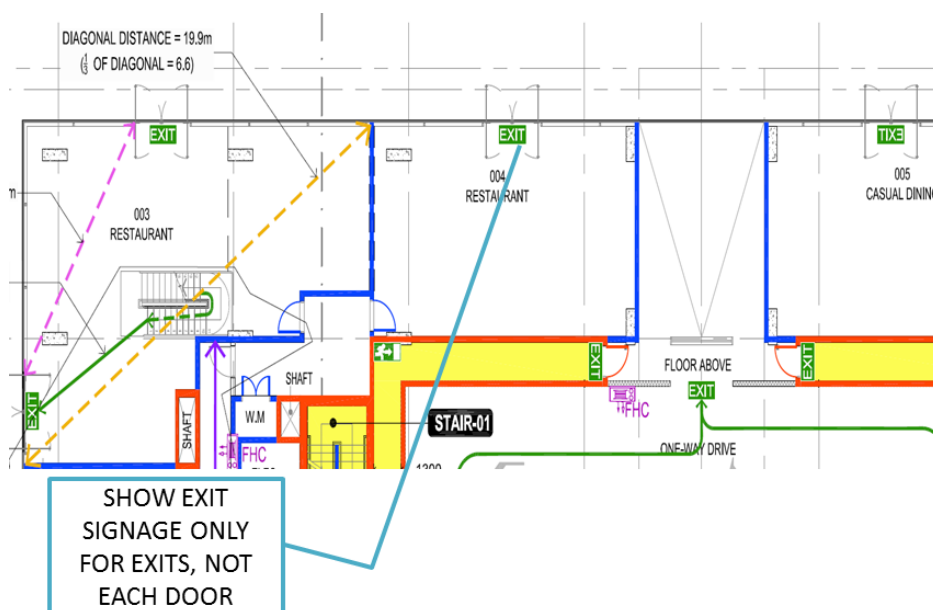 DIAGONAL DISTANCE = 19.9m
(1/3 OF DIAGONAL = 6.6)
EXIT
EXIT
EXIT
m
003
RESTAURANT
004
RESTAURANT
005
CASUAL DINING
EXIT
SHAFT
SHAFT
W.M
FHC
STAIR-01
EXIT
FLOOR ABOVE
EXIT
EXIT
FHC
ONE-WAY DRIVE
SHOW EXIT
SIGNAGE ONLY
FOR EXITS, NOT
EACH DOOR